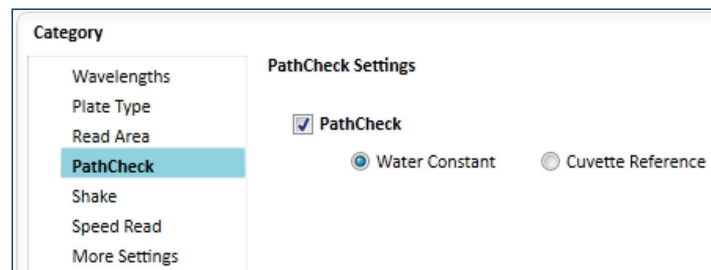 Category
Wavelengths
Plate Type
Read Area
PathCheck
Shake
Speed Read
More Settings
PathCheck Settings
PathCheck
Water Constant
Cuvette Reference